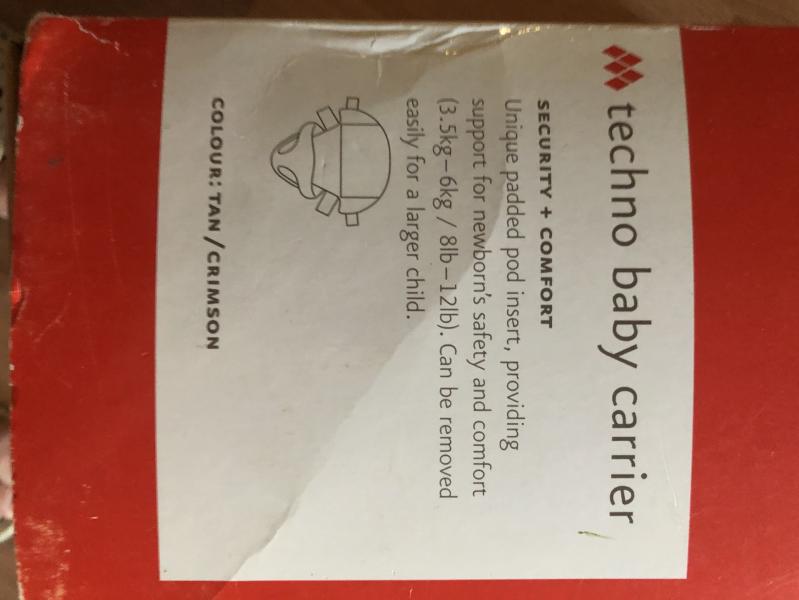 techno baby carrier
SECURITY + COMFORT
Unique padded pod insert, providing
support for newborn's safety and comfort
(3.5kg–6kg / 8lb–12lb). Can be removed
easily for a larger child.
COLOUR: TAN/CRIMSON